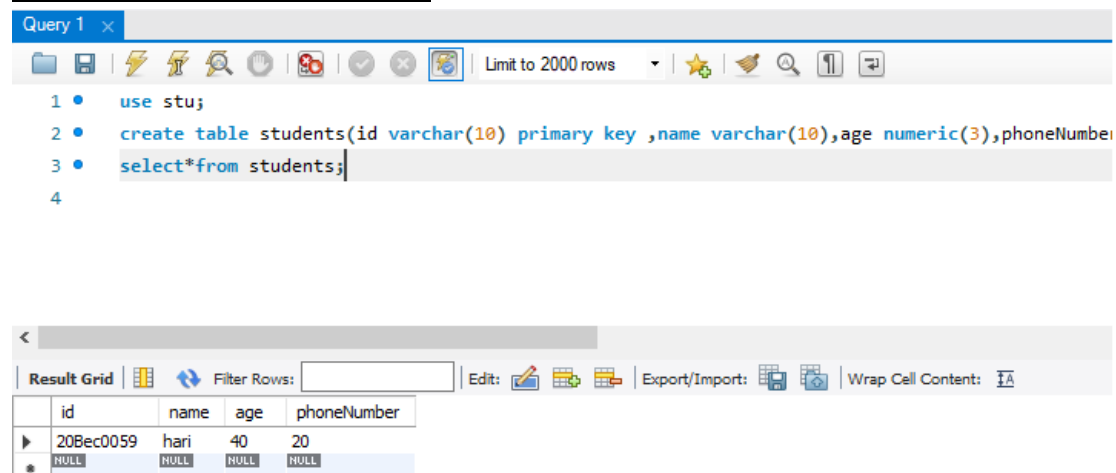 Query 1
Limit to 2000 rows
1 use stu;
2 create table students(id varchar(10) primary key ,name varchar(10),age numeric(3),phoneNumber
3 select*from students;
4
Result Grid Filter Rows: Edit: Export/Import: Wrap Cell Content:
id name age phoneNumber
20Bec0059 hari 40 20
NULL NULL NULL NULL